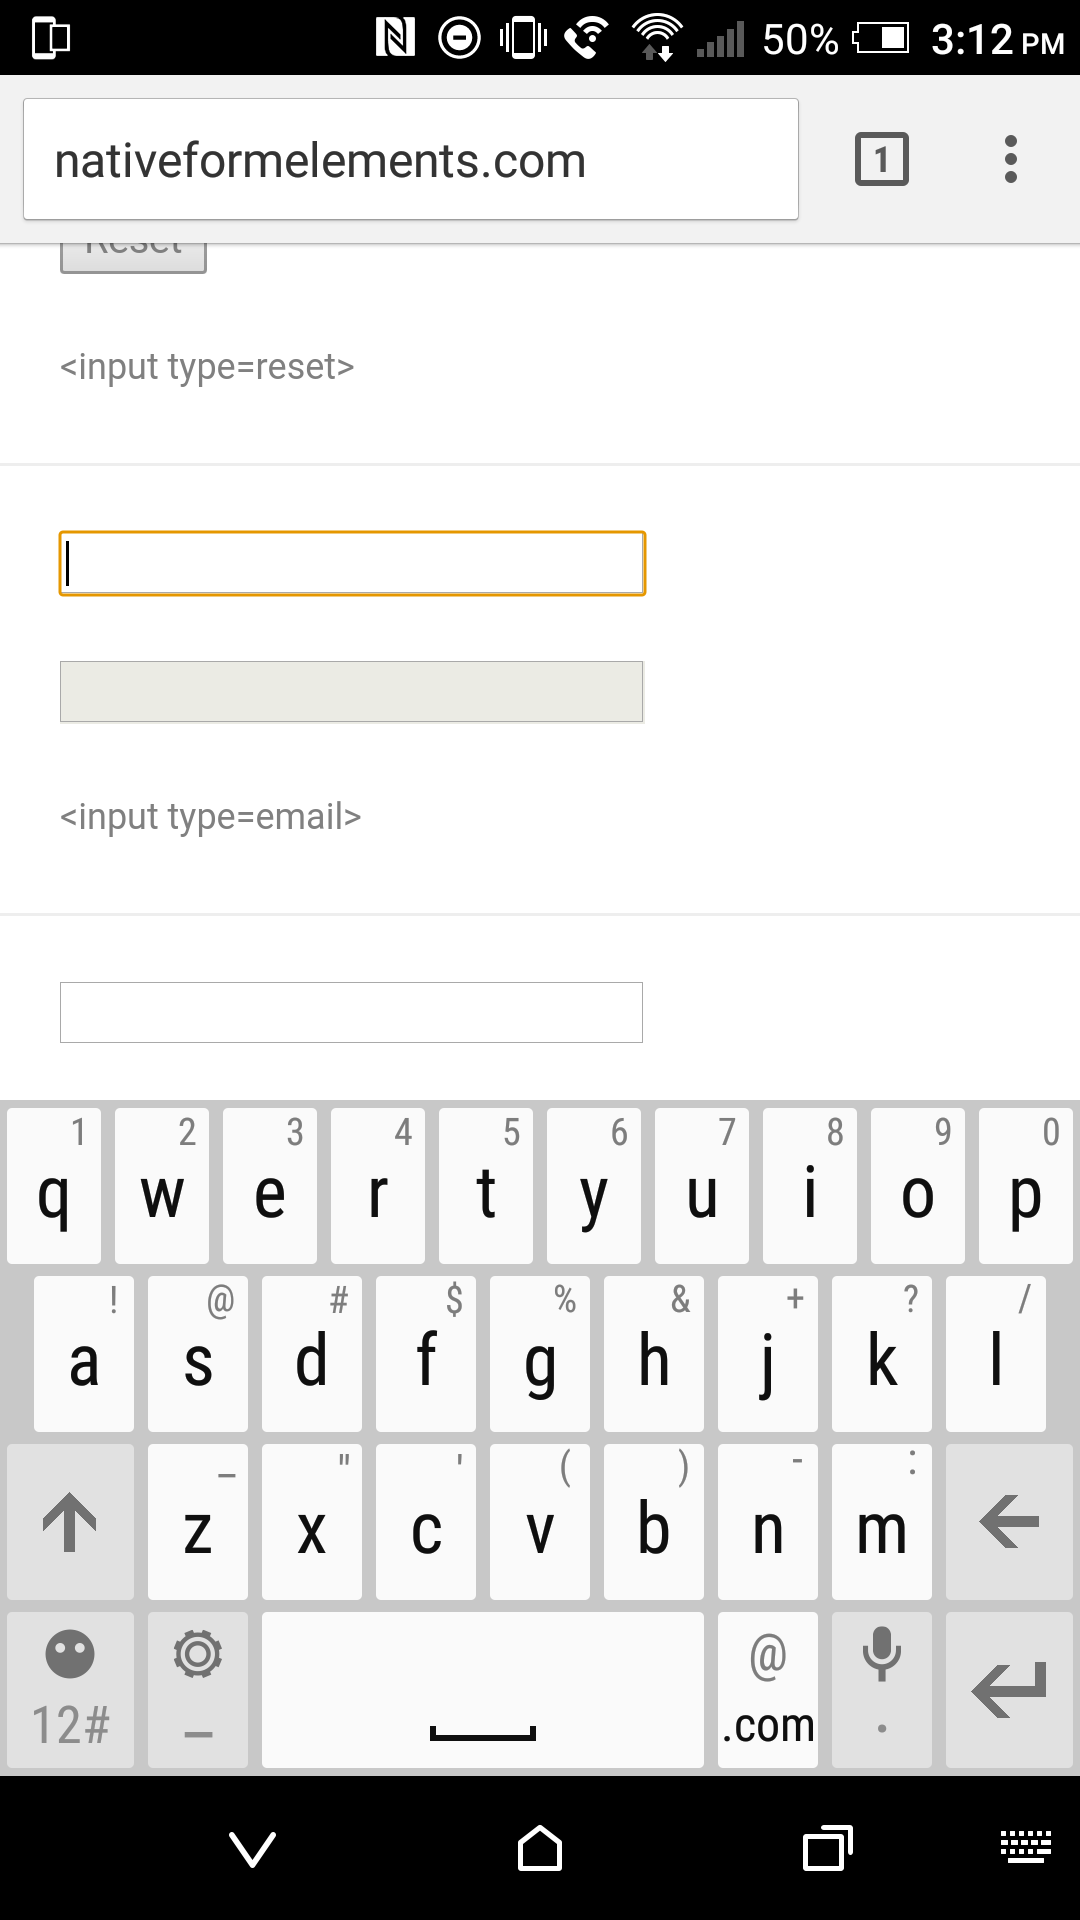 50% 3:12 PM
nativeformelements.com 1
Reset
<input type=reset>
<input type=email>
1 2 3 4 5 6 7 8 9 0
q w e r t y u i o p
! @ # $ % & + ? /
a s d f g h j k l
_ " ' ( ) - :
z x c v b n m
@
12# _ .com .